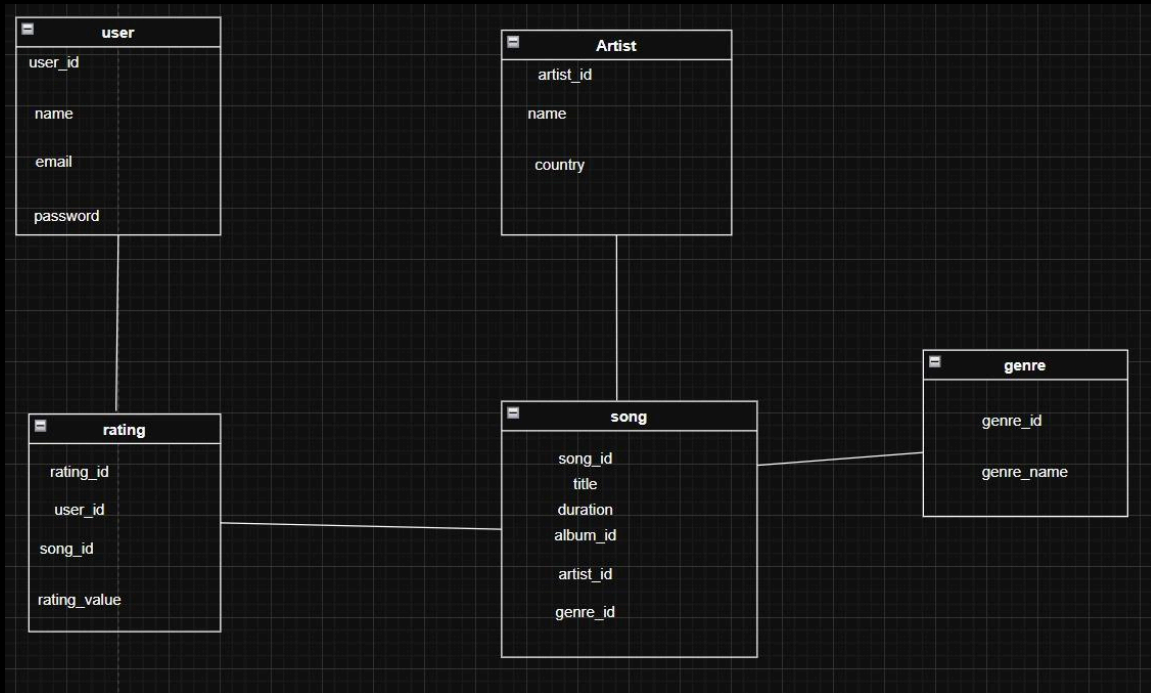 user
user_id
name
email
password
Artist
artist_id
name
country
rating
rating_id
user_id
song_id
rating_value
song
song_id
title
duration
album_id
artist_id
genre_id
genre
genre_id
genre_name